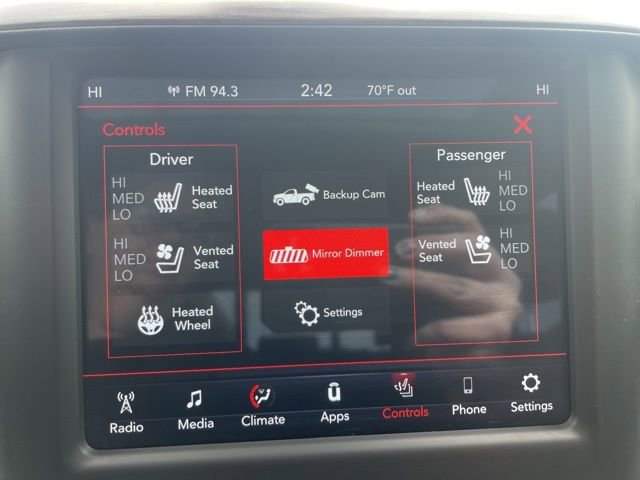 HI FM 94.3 2:42 70°F out HI
Controls
Driver
HI
MED
LO
Heated
Seat
HI
MED
LO
Vented
Seat
Heated
Wheel
Backup Cam
Mirror Dimmer
Settings
Passenger
Heated
Seat
HI
MED
LO
Vented
Seat
HI
MED
LO
Radio Media Climate Apps Controls Phone Settings